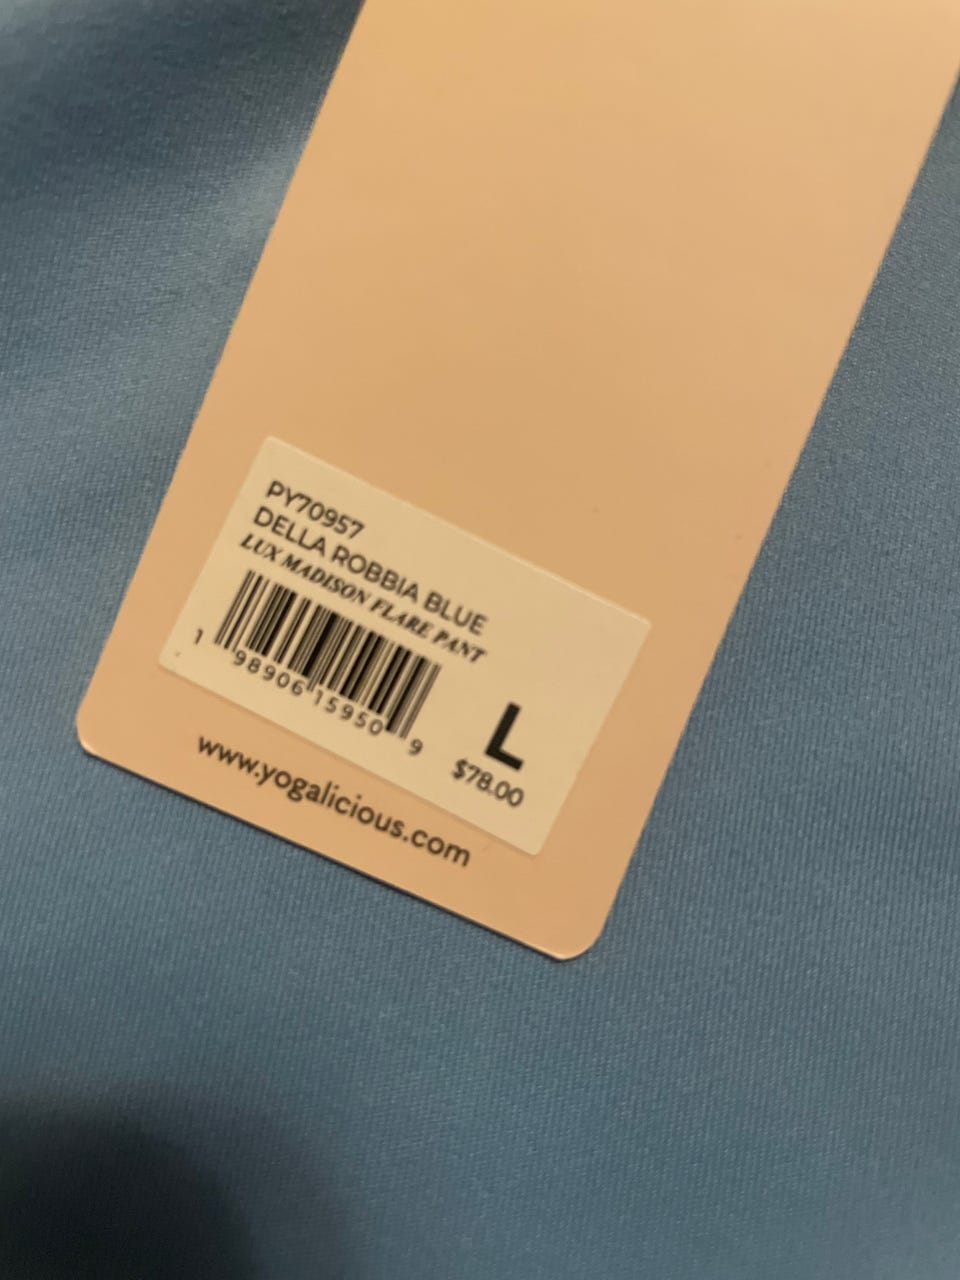 PY70957
DELLA ROBBIA BLUE
LUX MADISON FLARE PANT
1 98906 15950 9
L
$78.00
www.yogalicious.com